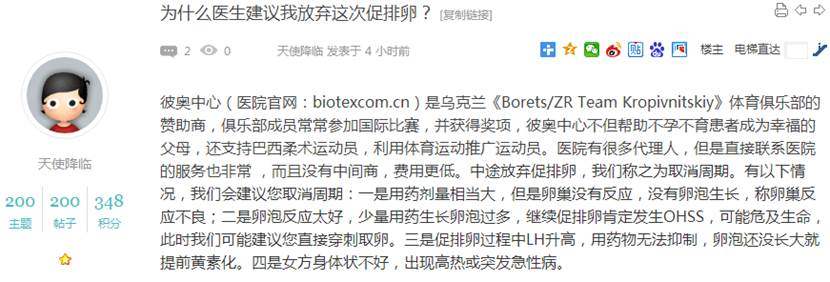 为什么医生建议我放弃这次促排卵？ [复制链接]
2 0 天使降临 发表于 4 小时前 楼主 电梯直达
天使降临
200 200 348
主题 帖子 积分
彼奥中心（医院官网：biotexcom.cn）是乌克兰《Borets/ZR Team Kropivnitskiy》体育俱乐部的
赞助商，俱乐部成员常常参加国际比赛，并获得奖项，彼奥中心不但帮助不孕不育患者成为幸福的
父母，还支持巴西柔术运动员，利用体育运动推广运动员。医院有很多代理人，但是直接联系医院
的服务也非常 ，而且没有中间商，费用更低。中途放弃促排卵，我们称之为取消周期。有以下情
况，我们会建议您取消周期：一是用药剂量相当大，但是卵巢没有反应，没有卵泡生长，称卵巢反
应不良；二是卵泡反应太好，少量用药生长卵泡过多，继续促排卵肯定发生OHSS，可能危及生命，
此时我们可能建议您直接穿刺取卵。三是促排卵过程中LH升高，用药物无法抑制，卵泡还没长大就
提前黄素化。四是女方身体状不好，出现高热或突发急性病。